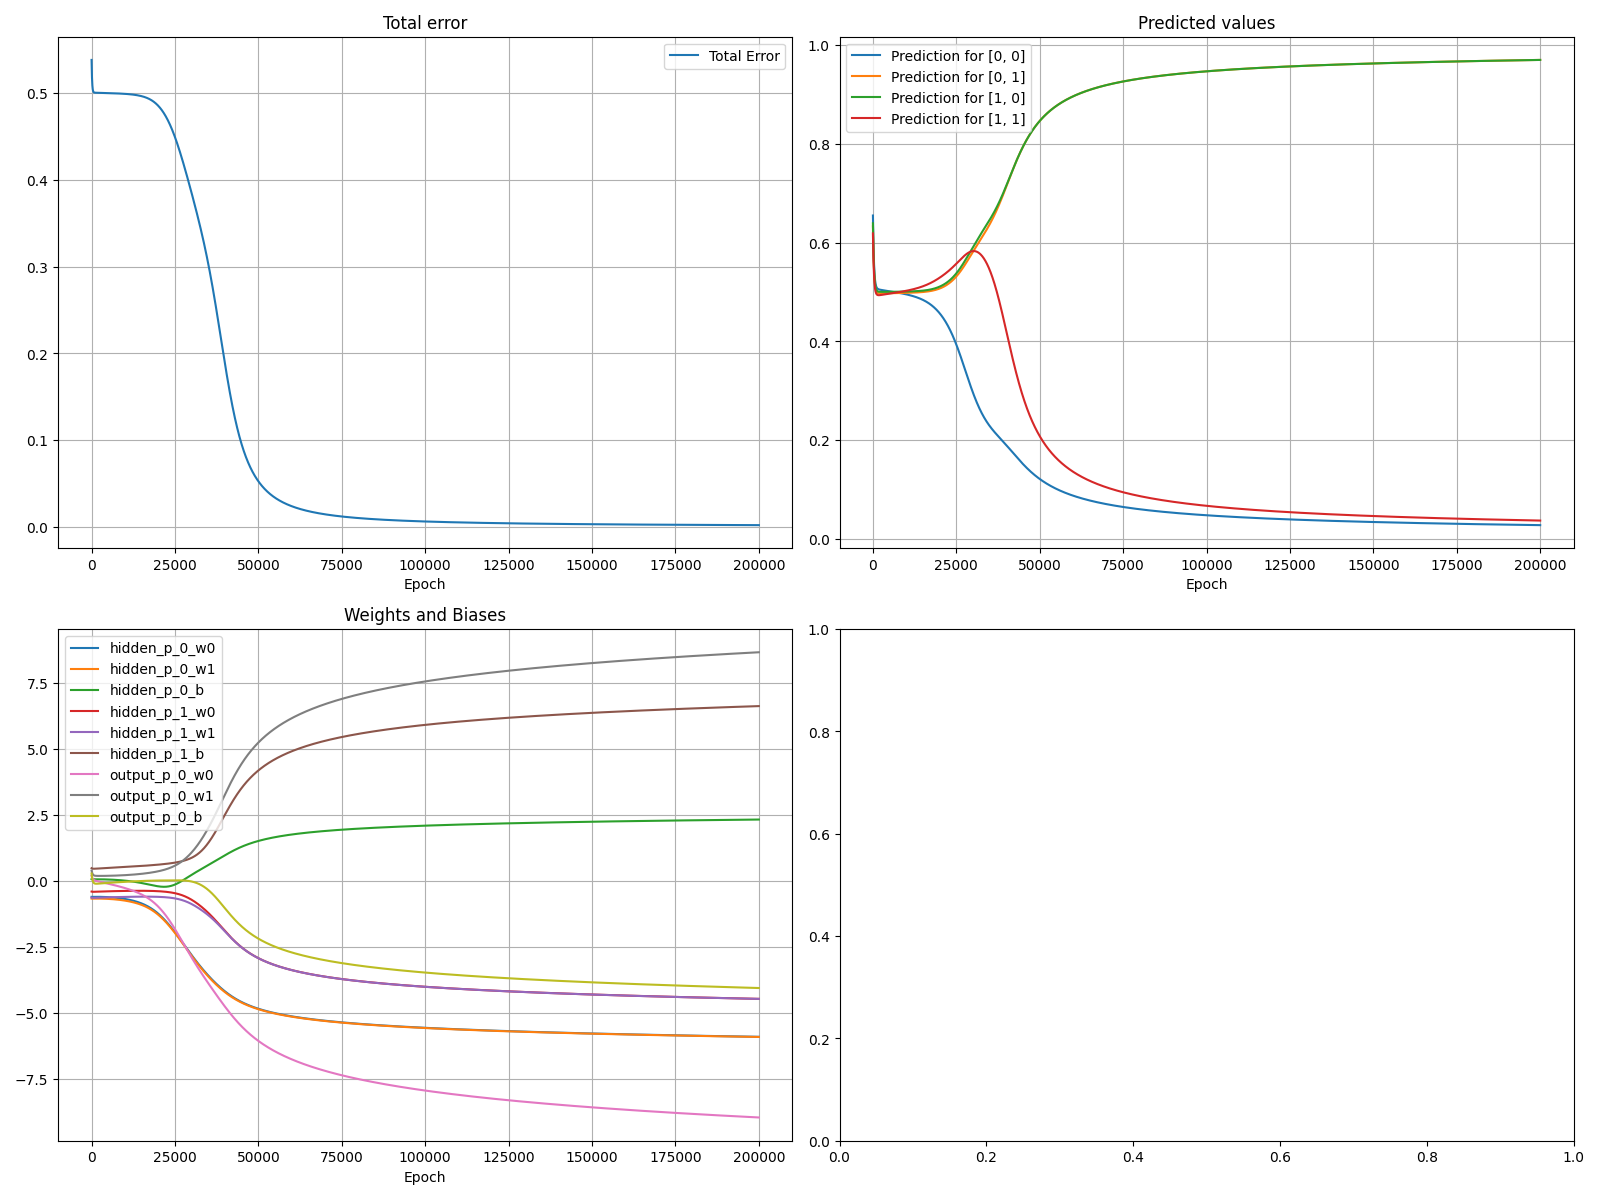 Total error
Total Error
0.5
0.4
0.3
0.2
0.1
0.0
0 25000 50000 75000 100000 125000 150000 175000 200000
Epoch
Predicted values
Prediction for [0, 0]
Prediction for [0, 1]
Prediction for [1, 0]
Prediction for [1, 1]
1.0
0.8
0.6
0.4
0.2
0.0
0 25000 50000 75000 100000 125000 150000 175000 200000
Epoch
Weights and Biases
hidden_p_0_w0
hidden_p_0_w1
hidden_p_0_b
hidden_p_1_w0
hidden_p_1_w1
hidden_p_1_b
output_p_0_w0
output_p_0_w1
output_p_0_b
7.5
5.0
2.5
0.0
−2.5
−5.0
−7.5
0 25000 50000 75000 100000 125000 150000 175000 200000
Epoch
1.0
0.8
0.6
0.4
0.2
0.0
0.0 0.2 0.4 0.6 0.8 1.0